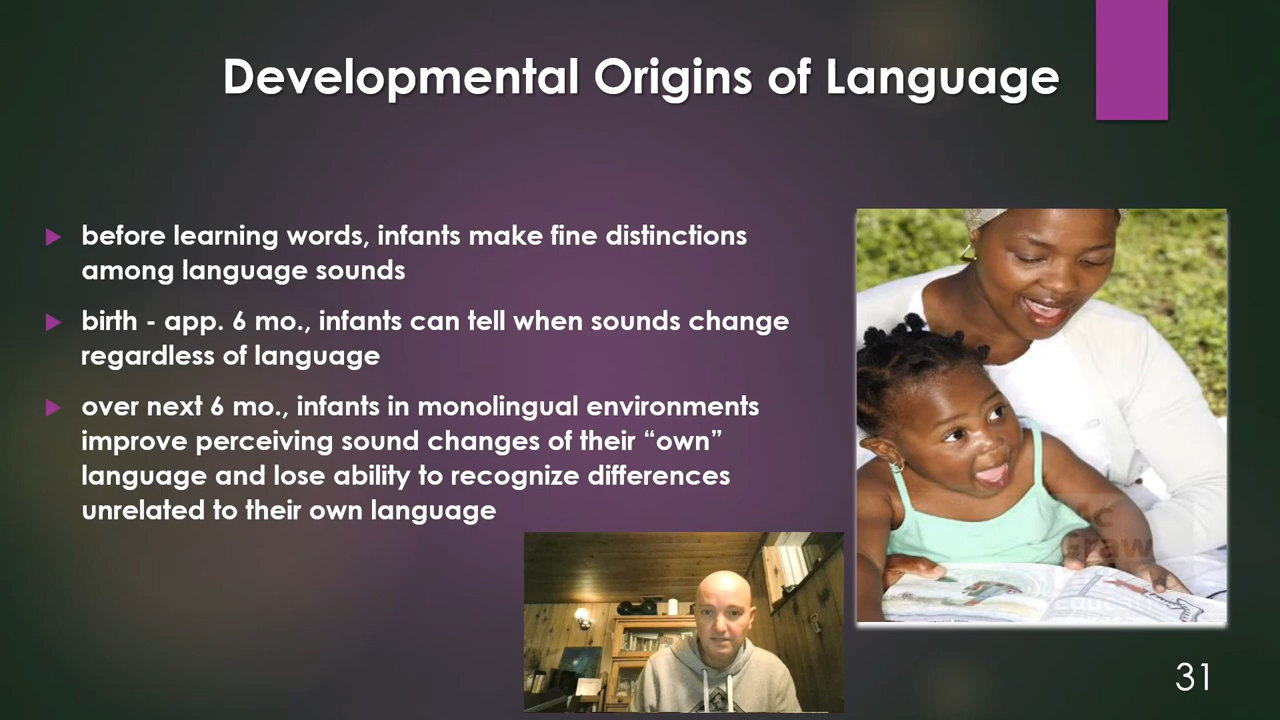 Developmental Origins of Language
before learning words, infants make fine distinctions
among language sounds
birth - app. 6 mo., infants can tell when sounds change
regardless of language
over next 6 mo., infants in monolingual environments
improve perceiving sound changes of their “own”
language and lose ability to recognize differences
unrelated to their own language
Mc
Graw
31